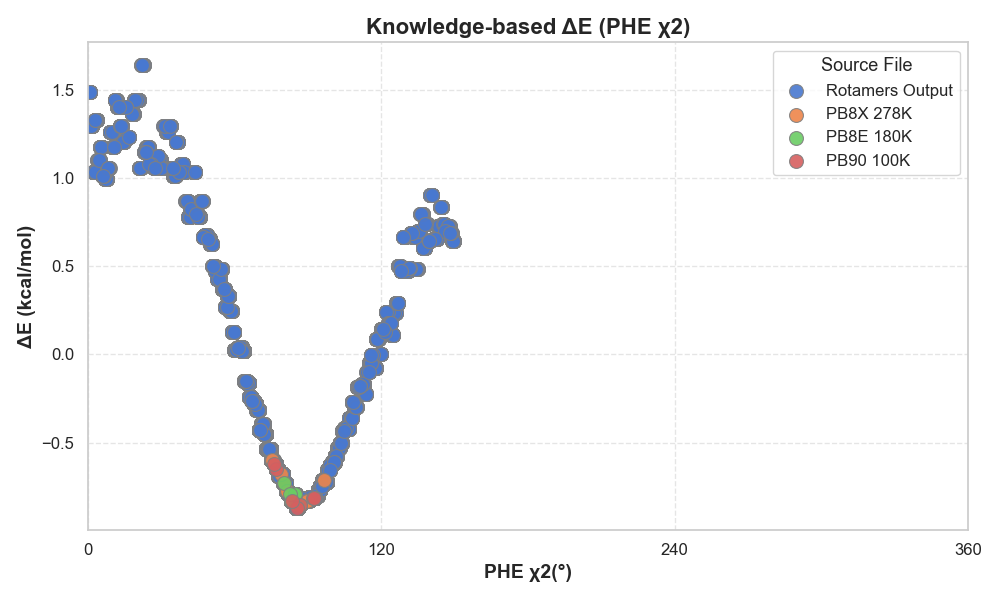 Knowledge-based ΔE (PHE χ2)
Source File
Rotamers Output
PB8X 278K
PB8E 180K
PB90 100K
ΔE (kcal/mol)
1.5
1.0
0.5
0.0
−0.5
0
120
240
360
PHE χ2(°)